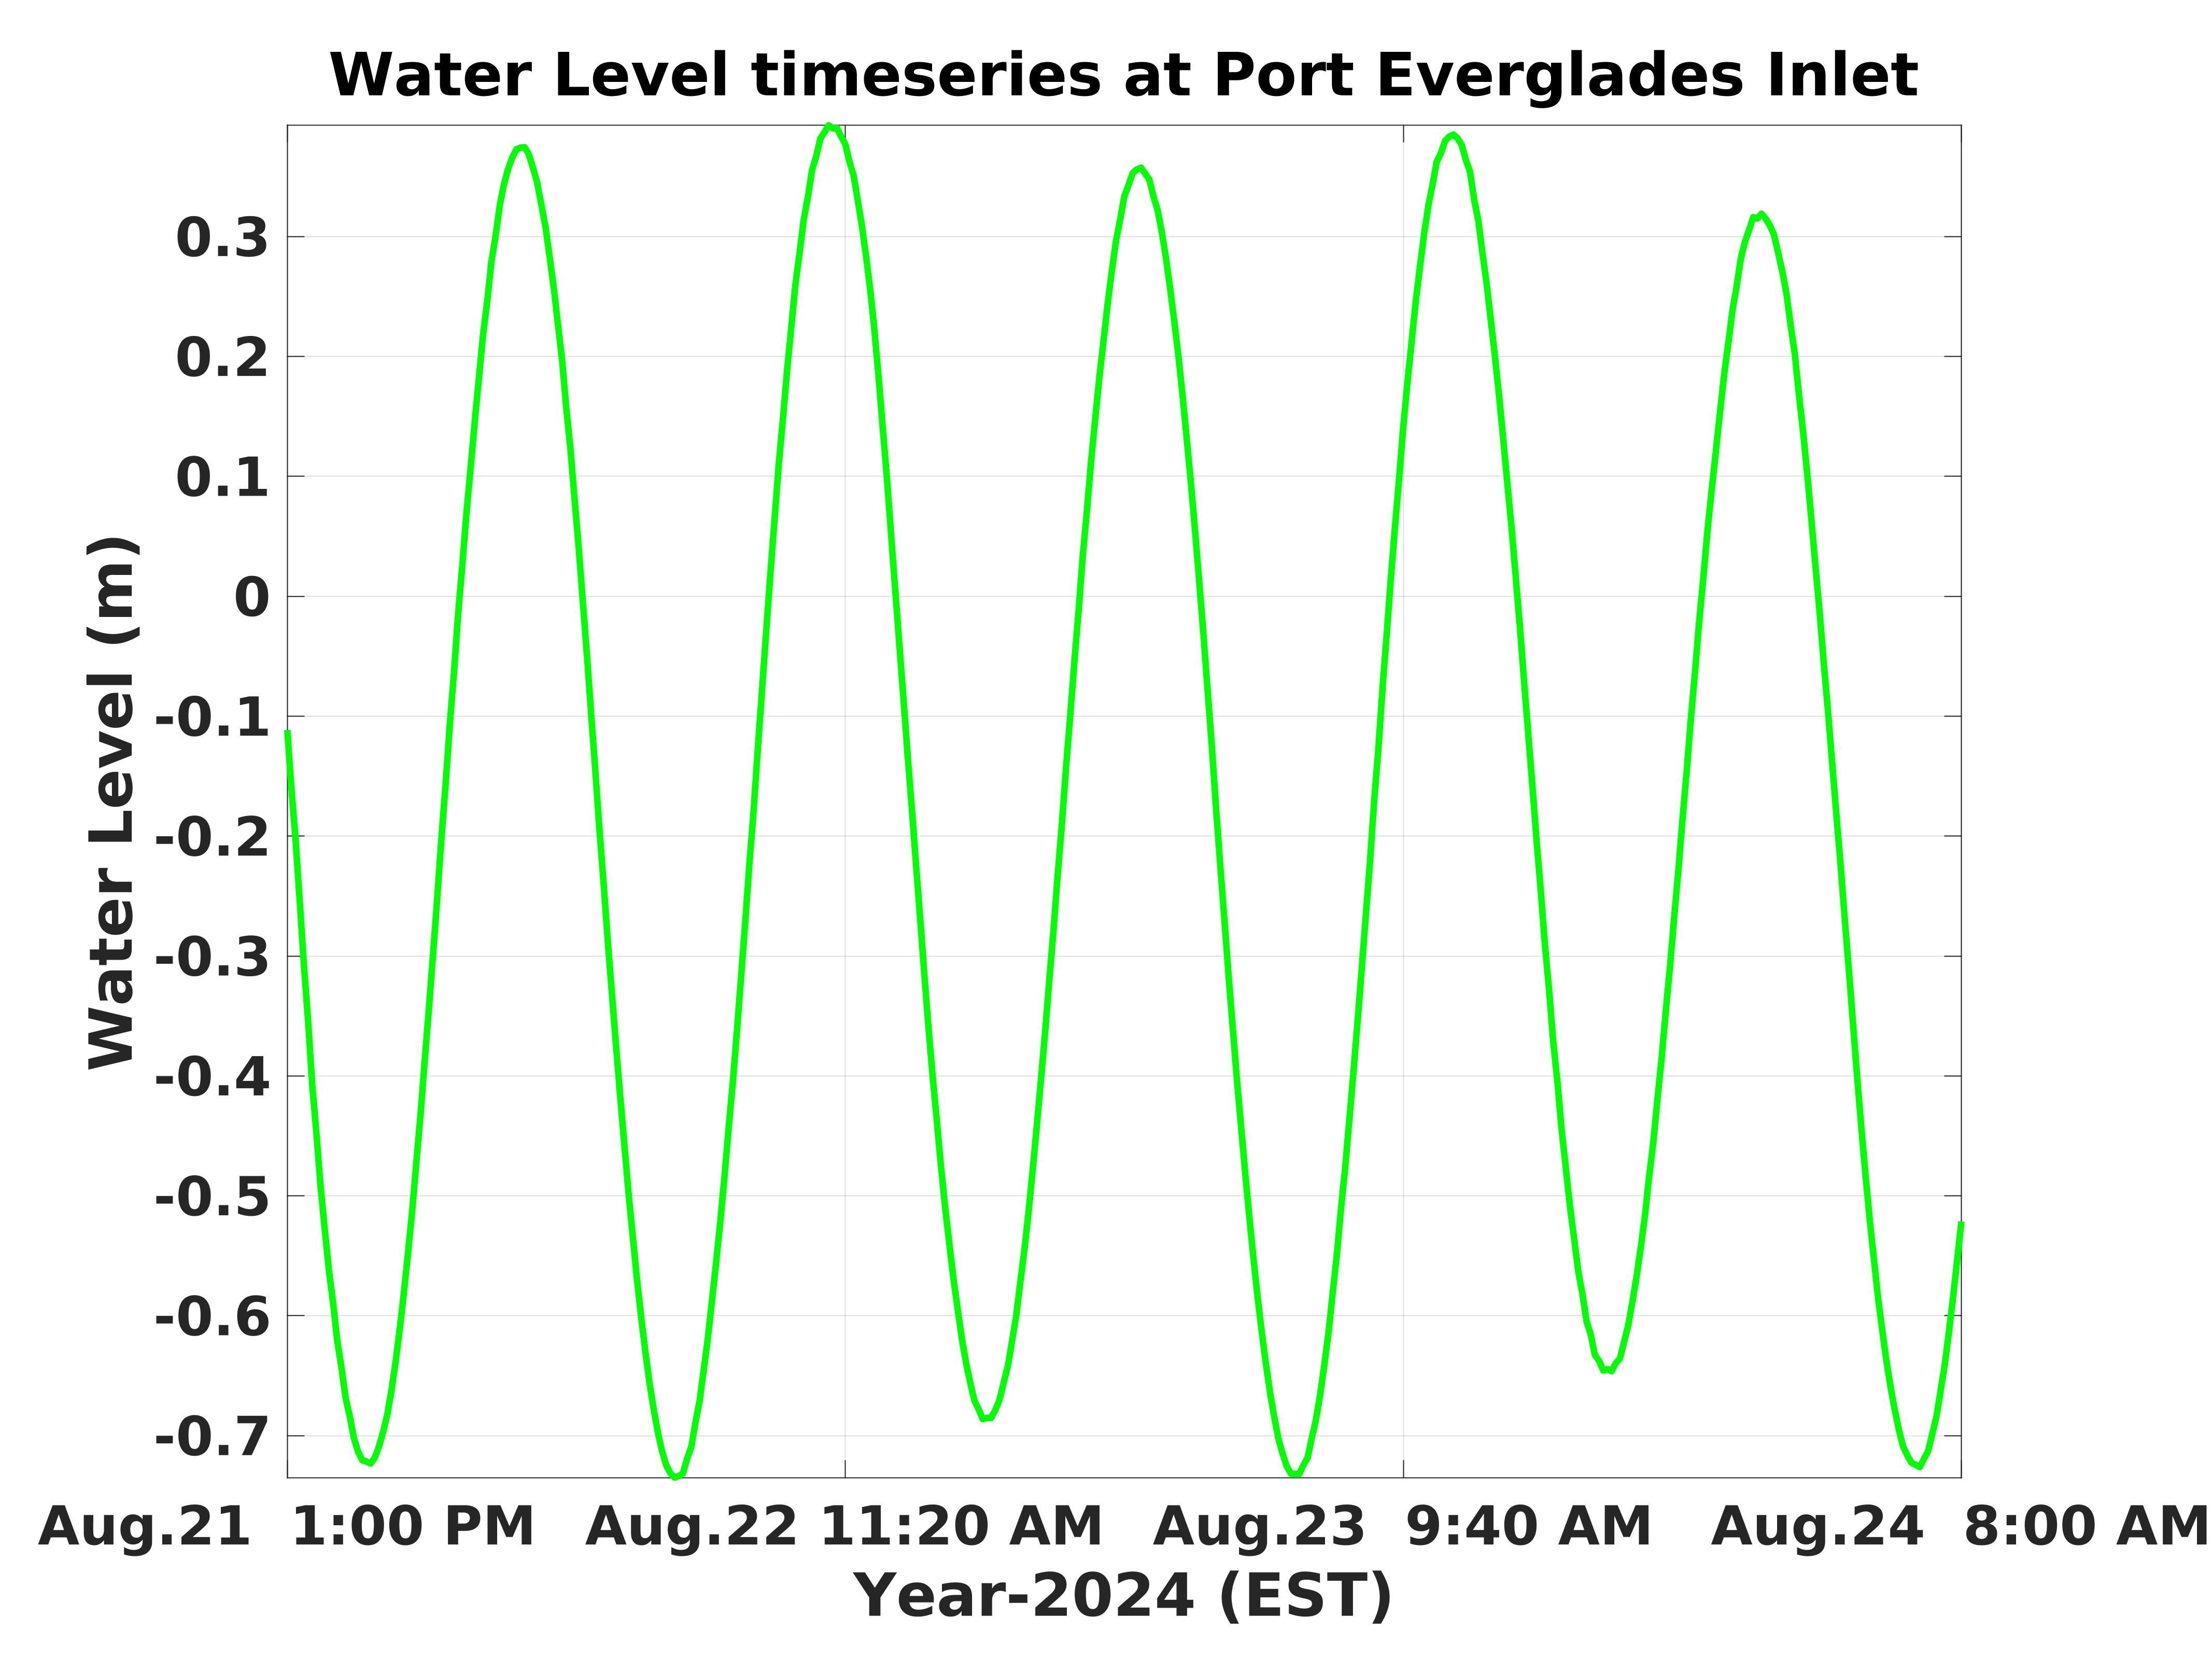 Water Level timeseries at Port Everglades Inlet
0.3
0.2
0.1
0
-0.1
-0.2
-0.3
-0.4
-0.5
-0.6
-0.7
Water Level (m)
Aug.21 1:00 PM Aug.22 11:20 AM Aug.23 9:40 AM Aug.24 8:00 AM
Year-2024 (EST)